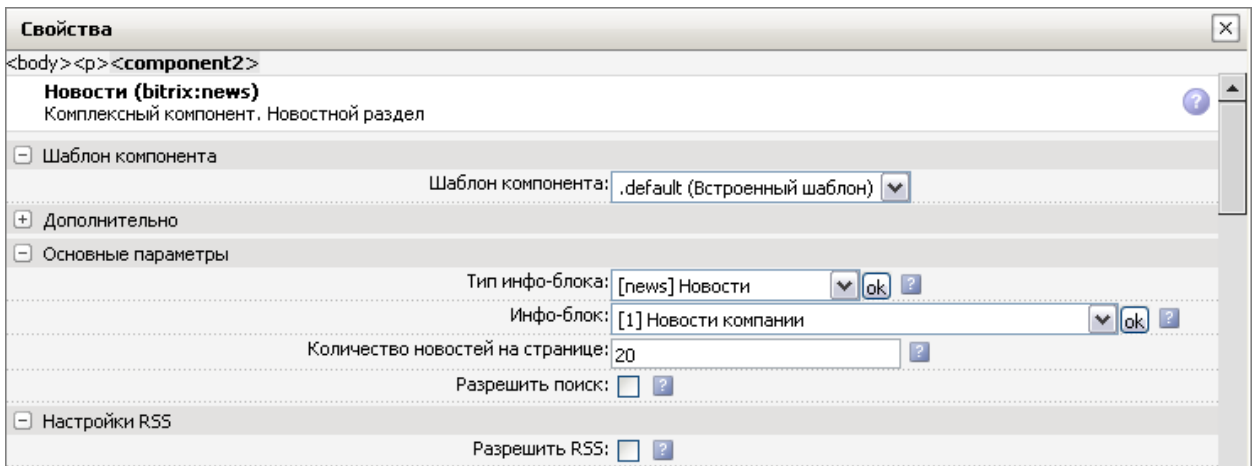 Свойства
<body><p><component2>
Новости (bitrix:news)
Комплексный компонент. Новостной раздел
?
Шаблон компонента
Шаблон компонента: .default (Встроенный шаблон)
Дополнительно
Основные параметры
Тип инфо-блока: [news] Новости ok ?
Инфо-блок: [1] Новости компании ok ?
Количество новостей на странице: 20 ?
Разрешить поиск: ?
Настройки RSS
Разрешить RSS: ?